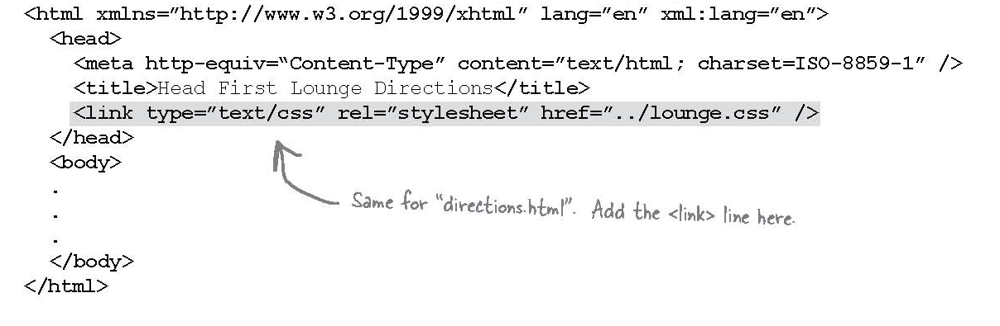 <html xmlns=”http://www.w3.org/1999/xhtml” lang=”en” xml:lang=”en”>
<head>
<meta http-equiv=“Content-Type” content=”text/html; charset=ISO-8859-1” />
<title>Head First Lounge Directions</title>
<link type=”text/css” rel=”stylesheet” href=”../lounge.css” />
</head>
<body>
.
.
.
</body>
</html>
Same for “directions.html”. Add the <link> line here.